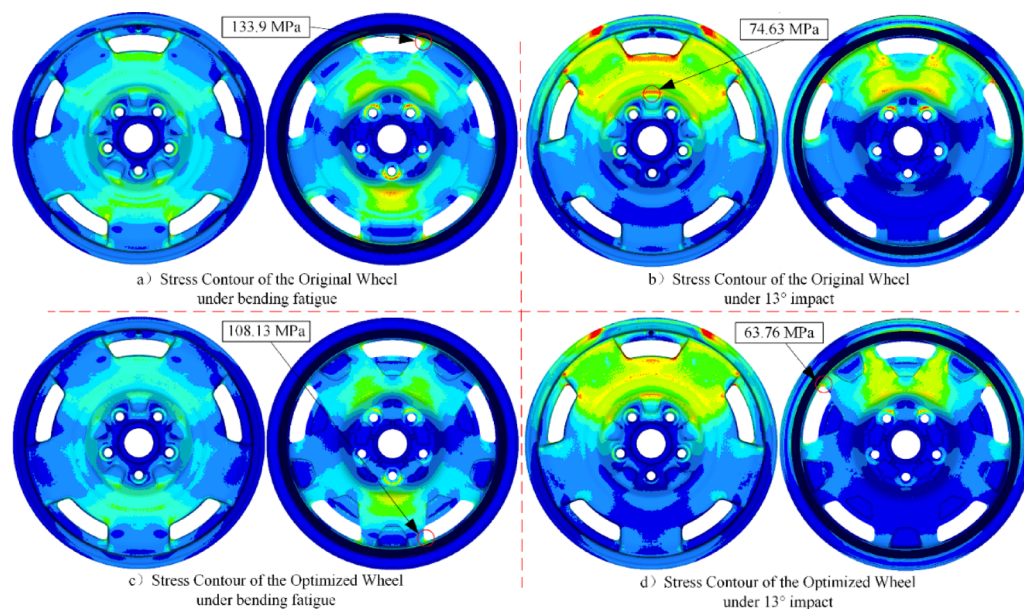 133.9 MPa
74.63 MPa
a）Stress Contour of the Original Wheel
under bending fatigue
b）Stress Contour of the Original Wheel
under 13° impact
108.13 MPa
63.76 MPa
c）Stress Contour of the Optimized Wheel
under bending fatigue
d）Stress Contour of the Optimized Wheel
under 13° impact